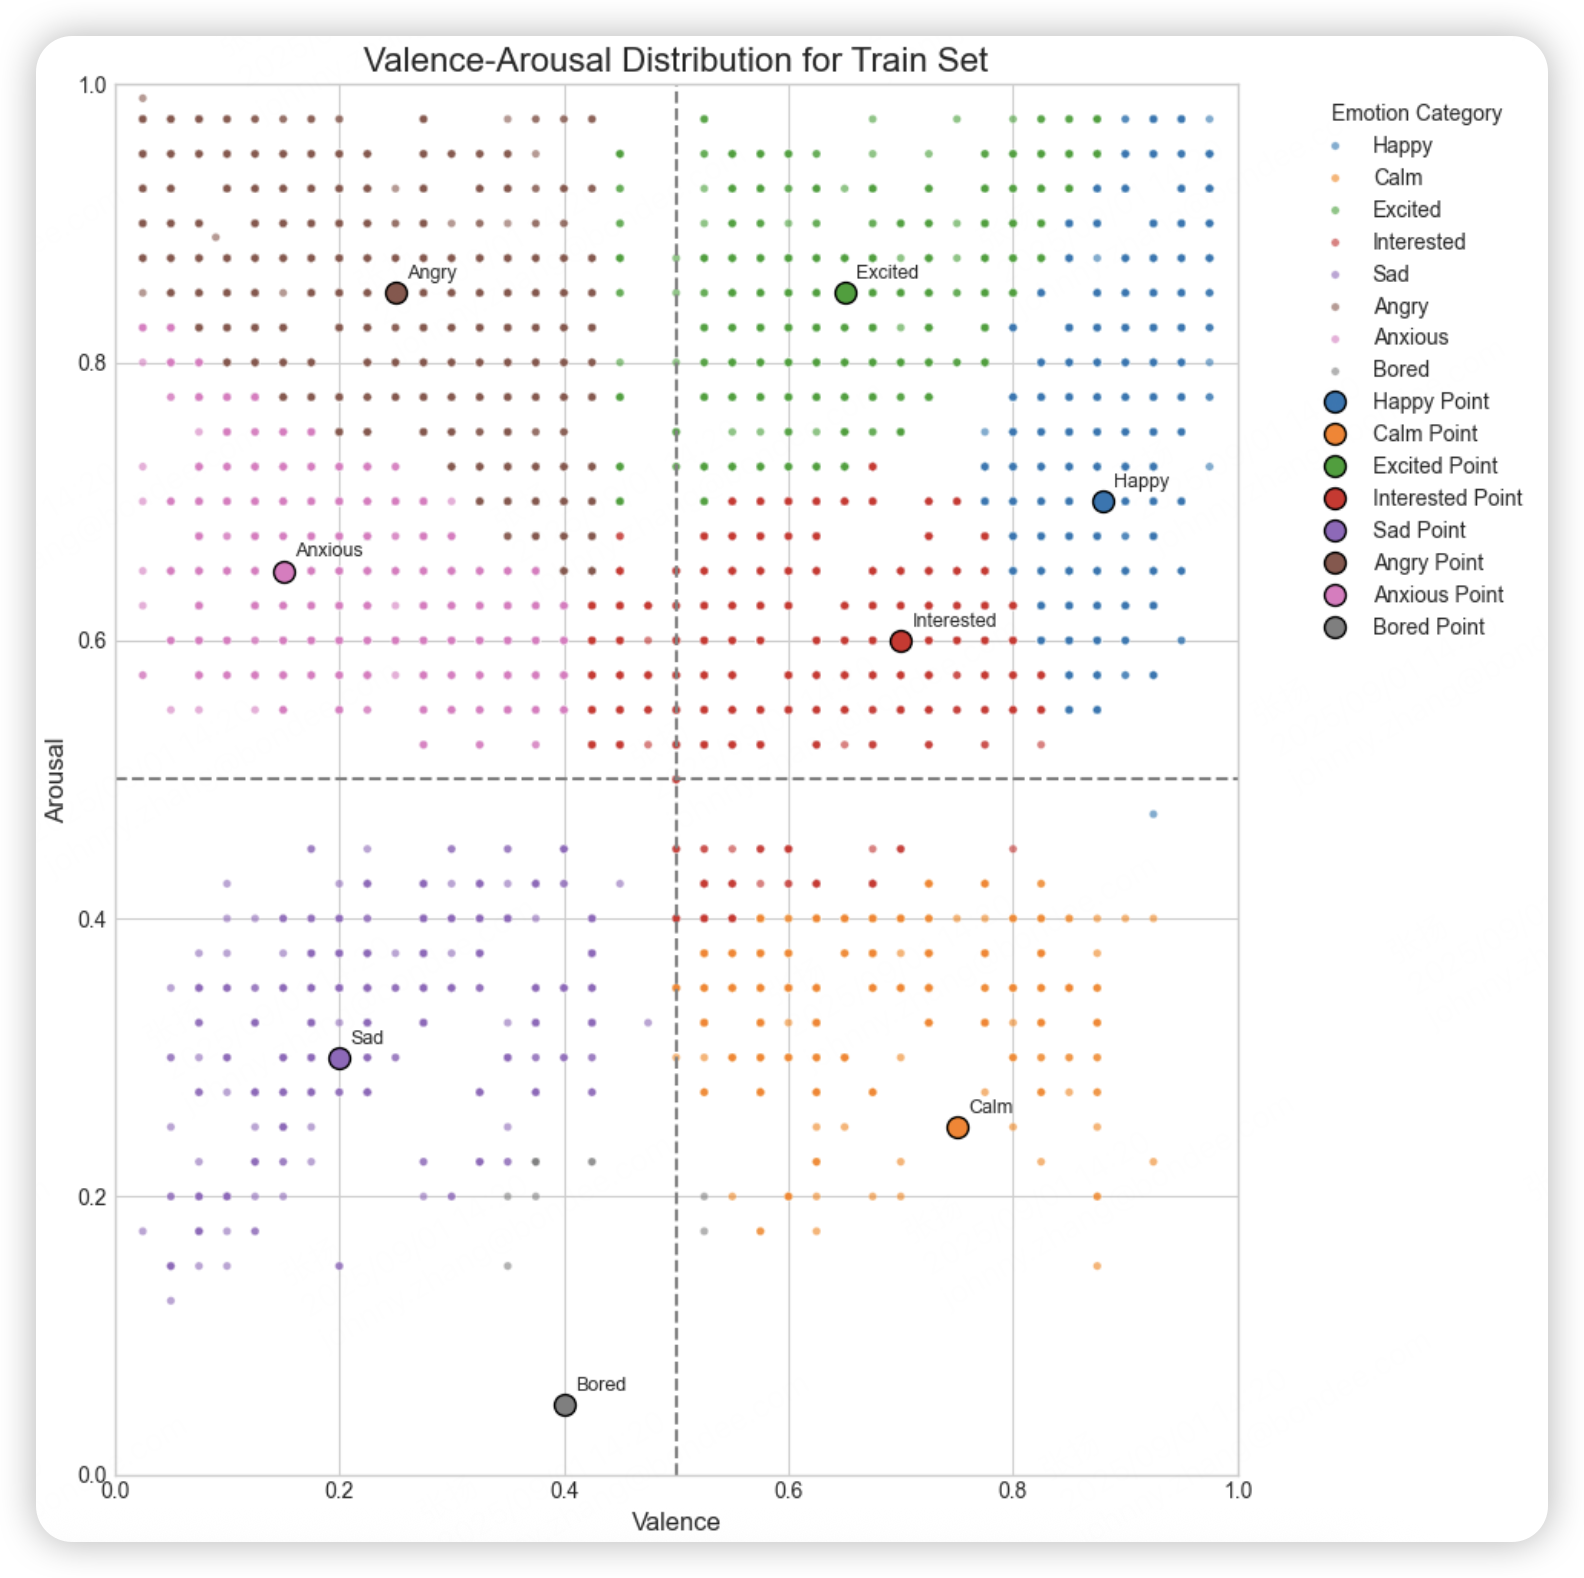 Valence-Arousal Distribution for Train Set
1.0
0.8
0.6
0.4
0.2
0.0
Arousal
0.0 0.2 0.4 0.6 0.8 1.0
Valence
Angry
Excited
Happy
Anxious
Interested
Sad
Calm
Bored
Emotion Category
Happy
Calm
Excited
Interested
Sad
Angry
Anxious
Bored
Happy Point
Calm Point
Excited Point
Interested Point
Sad Point
Angry Point
Anxious Point
Bored Point